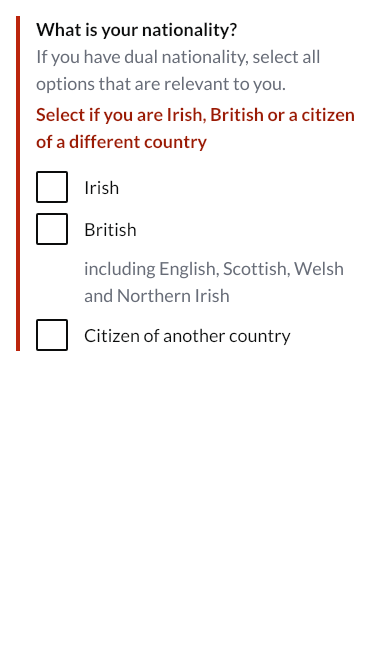 What is your nationality?
If you have dual nationality, select all
options that are relevant to you.
Select if you are Irish, British or a citizen
of a different country
Irish
British
including English, Scottish, Welsh
and Northern Irish
Citizen of another country